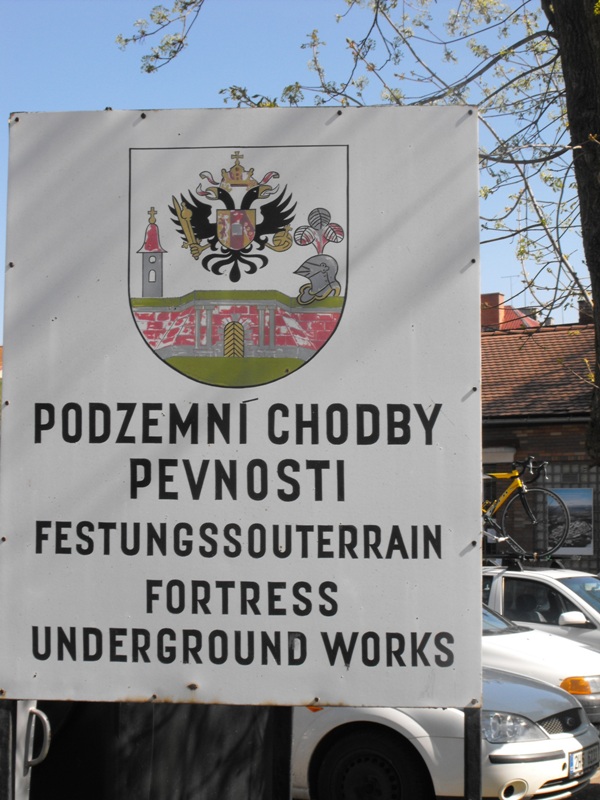 PODZEMNÍ CHODBY
PEVNOSTI
FESTUNGSSOUTERRAIN
FORTRESS
UNDERGROUND WORKS